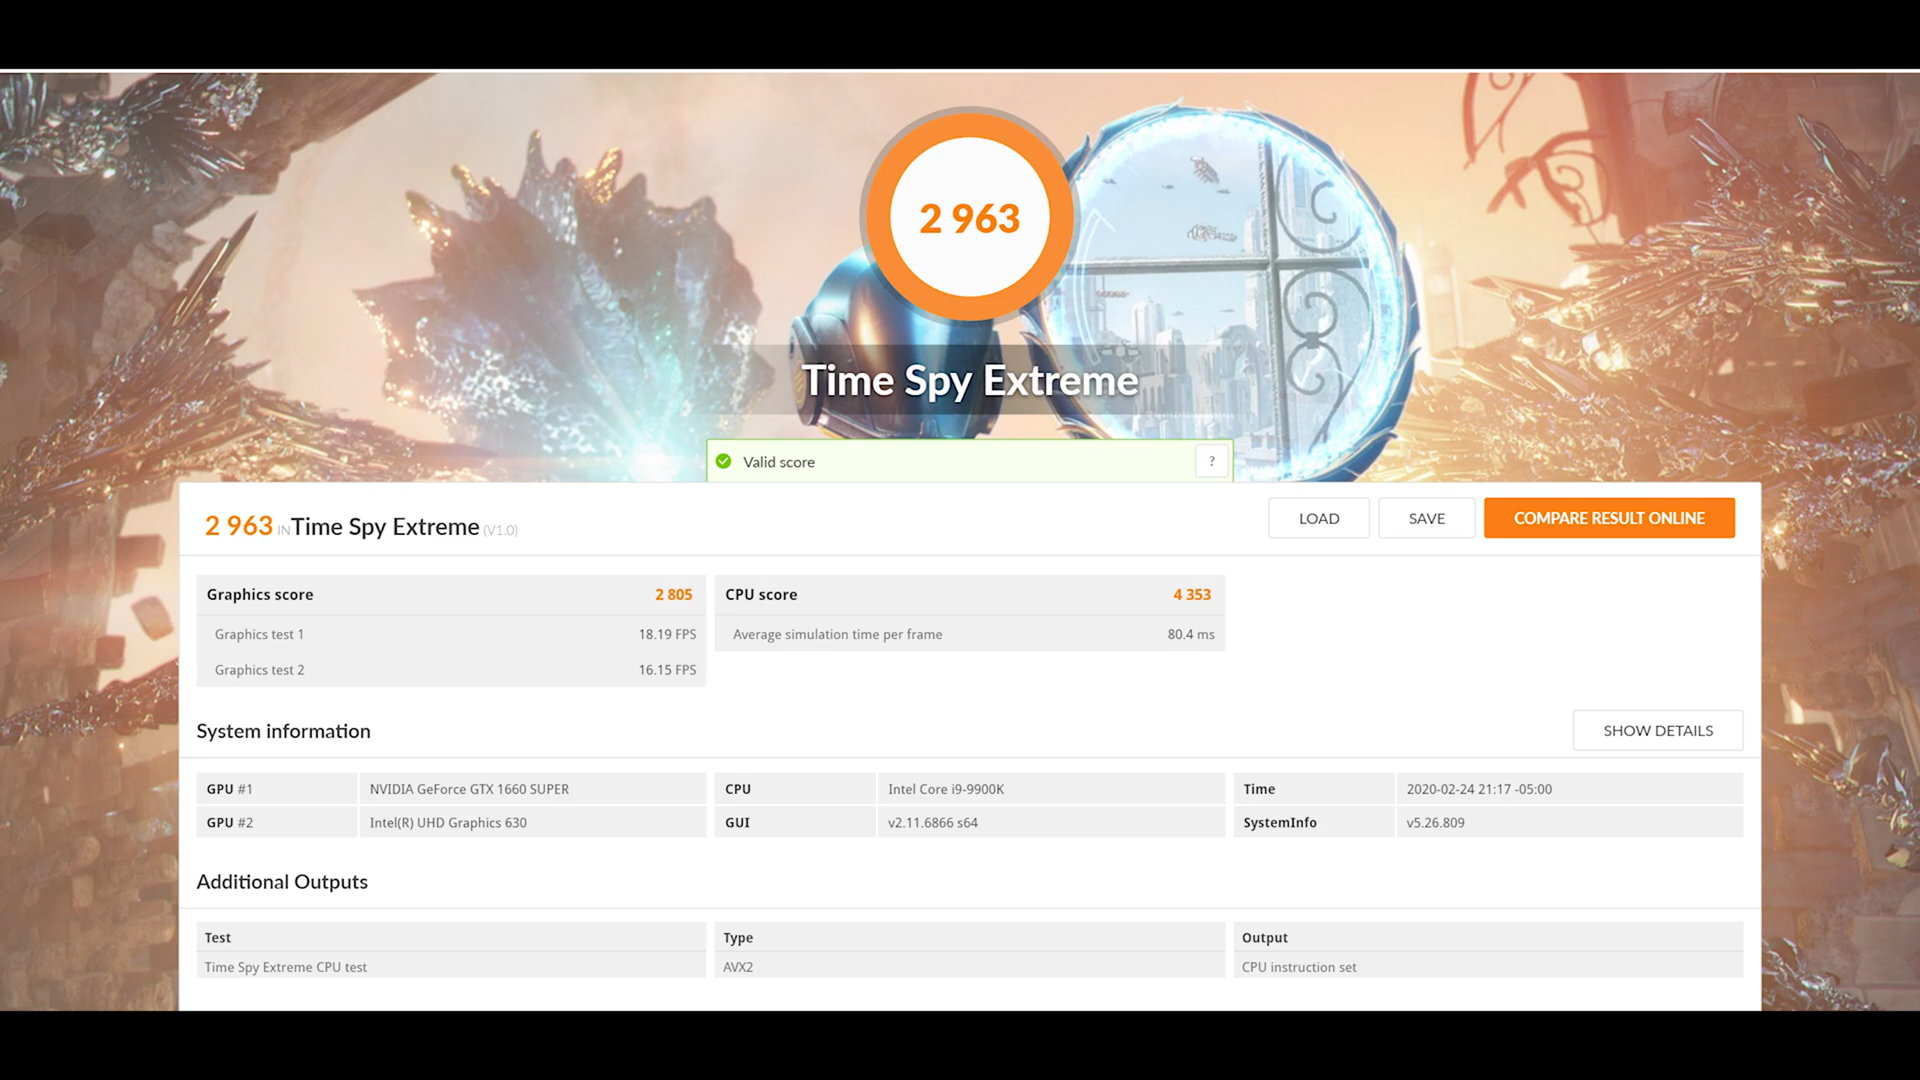 2 963
Time Spy Extreme
Valid score ?
2 963 IN Time Spy Extreme (V1.0)
LOAD SAVE COMPARE RESULT ONLINE
Graphics score 2 805
Graphics test 1 18.19 FPS
Graphics test 2 16.15 FPS
CPU score 4 353
Average simulation time per frame 80.4 ms
System information
SHOW DETAILS
GPU #1 NVIDIA GeForce GTX 1660 SUPER
GPU #2 Intel(R) UHD Graphics 630
CPU Intel Core i9-9900K
GUI v2.11.6866 s64
Time 2020-02-24 21:17 -05:00
SystemInfo v5.26.809
Additional Outputs
Test Type Output
Time Spy Extreme CPU test AVX2 CPU instruction set